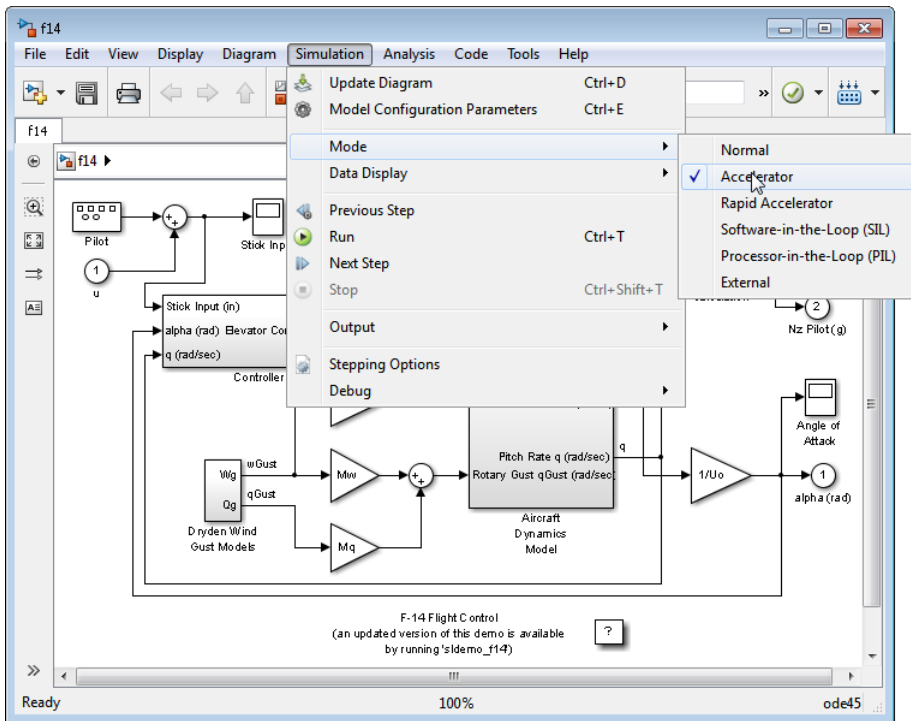 f14
File Edit View Display Diagram Simulation Analysis Code Tools Help
»
f14
f14
Update Diagram Ctrl+D
Model Configuration Parameters Ctrl+E
Mode
Data Display
Previous Step
Run Ctrl+T
Next Step
Stop Ctrl+Shift+T
Output
Stepping Options
Debug
Normal
Accelerator
Rapid Accelerator
Software-in-the-Loop (SIL)
Processor-in-the-Loop (PIL)
External
Pilot
Stick Inp
1
u
Stick Input (in)
alpha (rad) Elevator Co
q (rad/sec)
Controller
2
Nz Pilot (g)
Angle of
Attack
Wg
wGust
Qg
qGust
Dryden Wind
Gust Models
Mw
Mq
Pitch Rate q (rad/sec)
q
Rotary Gust qGust (rad/sec
Aircraft
Dynamics
Model
1/Uo
1
alpha (rad)
F-14 Flight Control
(an updated version of this demo is available
by running 'sldemo_f14')
?
Ready 100% ode45